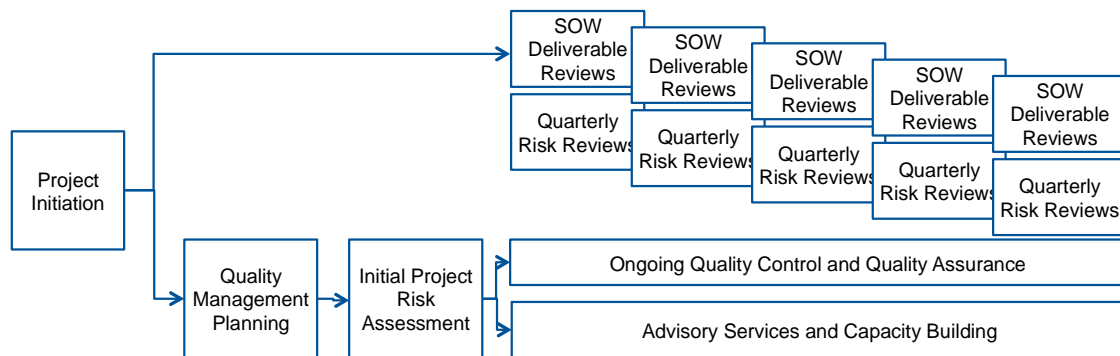 SOW
Deliverable
Reviews
SOW
Deliverable
Reviews
SOW
Deliverable
Reviews
SOW
Deliverable
Reviews
SOW
Deliverable
Reviews
Quarterly
Risk Reviews
Quarterly
Risk Reviews
Quarterly
Risk Reviews
Quarterly
Risk Reviews
Quarterly
Risk Reviews
Project
Initiation
Quality
Management
Planning
Initial Project
Risk
Assessment
Ongoing Quality Control and Quality Assurance
Advisory Services and Capacity Building